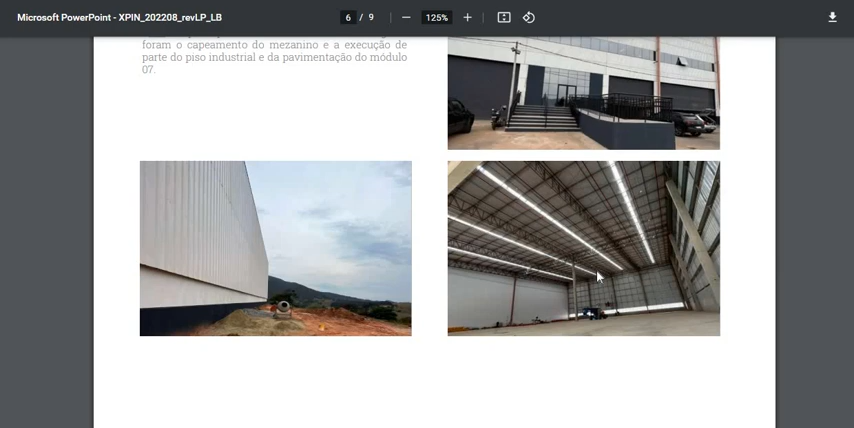 Microsoft PowerPoint - XPIN_202208_revLP_LB
6 / 9
125%
foram o capeamento do mezanino e a execução de
parte do piso industrial e da pavimentação do módulo
07.